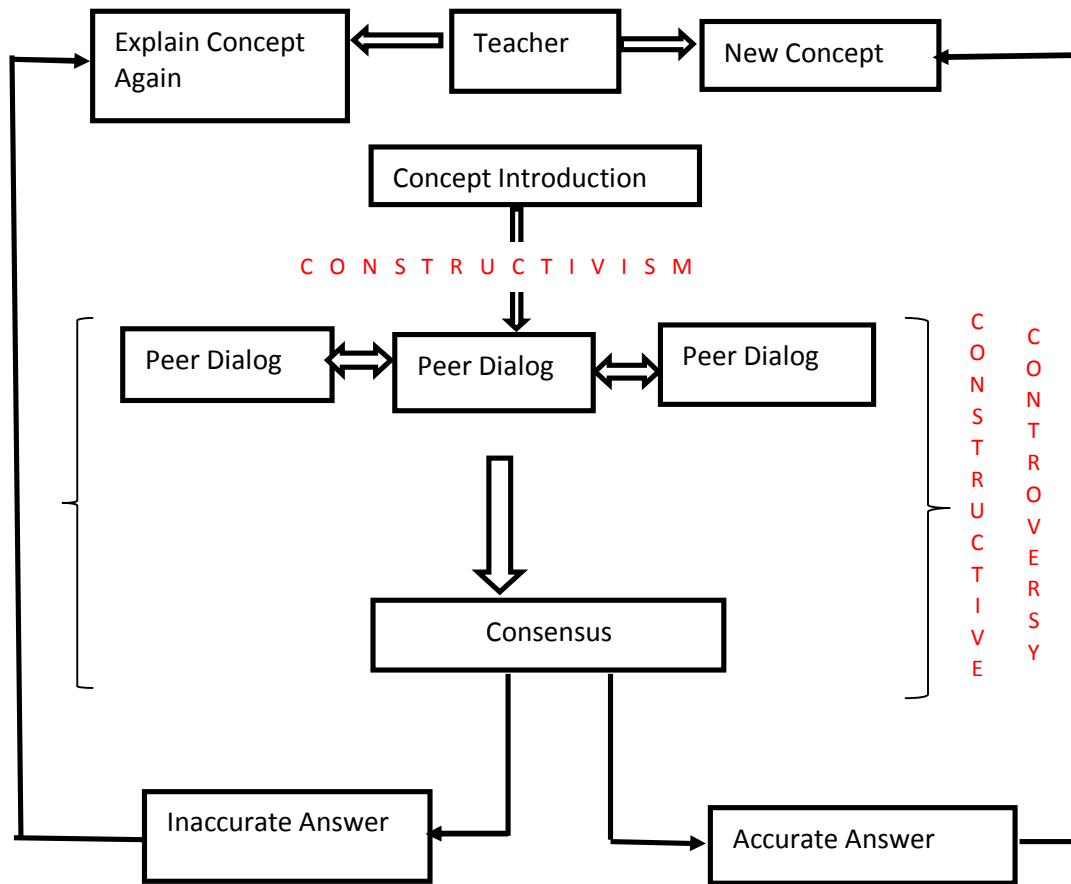 Explain Concept
Again
Teacher
New Concept
Concept Introduction
C O N S T R U C T I V I S M
Peer Dialog
Peer Dialog
Peer Dialog
C O N S T R U C T I V E
C O N T R O V E R S Y
Consensus
Inaccurate Answer
Accurate Answer